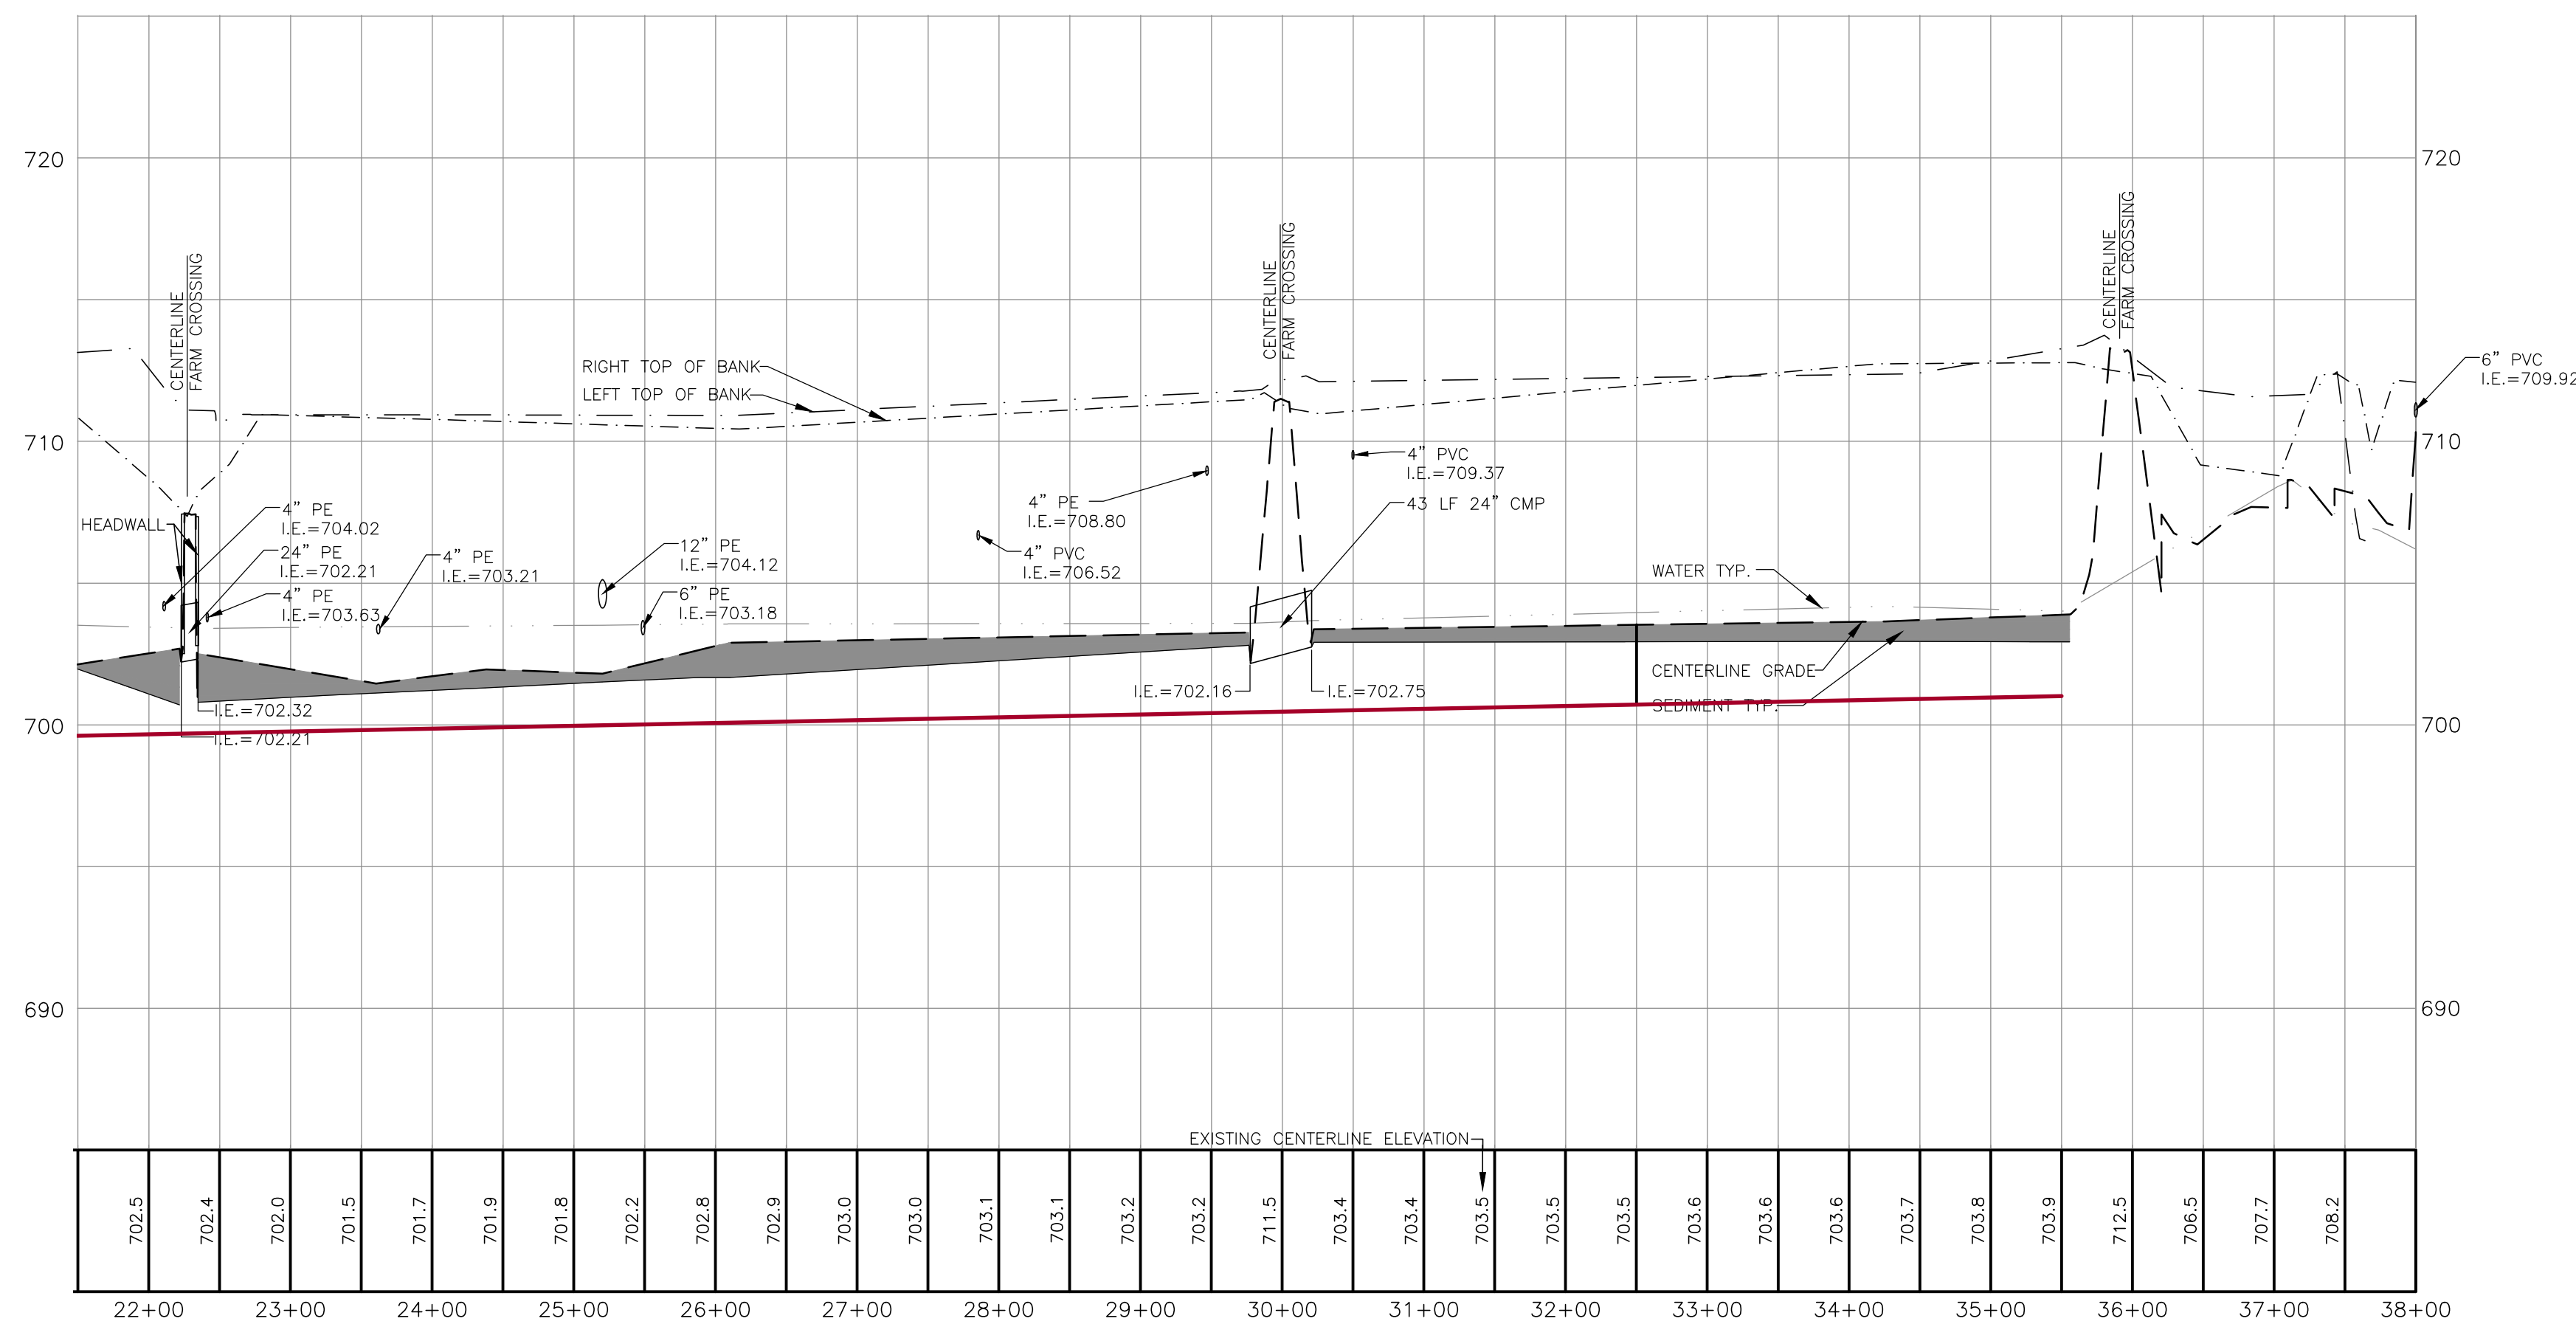 720
720
CENTERLINE
FARM CROSSING
CENTERLINE
FARM CROSSING
CENTERLINE
FARM CROSSING
RIGHT TOP OF BANK
LEFT TOP OF BANK
6” PVC
I.E.=709.92
710
710
4” PVC
I.E.=709.37
4” PE
I.E.=708.80
43 LF 24” CMP
HEADWALL
4” PE
I.E.=704.02
24” PE
I.E.=702.21
4” PE
I.E.=703.63
4” PE
I.E.=703.21
12” PE
I.E.=704.12
6” PE
I.E.=703.18
4” PVC
I.E.=706.52
WATER TYP.
CENTERLINE GRADE
SEDIMENT TYP.
I.E.=702.16
I.E.=702.75
I.E.=702.32
I.E.=702.21
700
700
690
690
EXISTING CENTERLINE ELEVATION
702.5 702.4 702.0 701.5 701.7 701.9 701.8 702.2 702.8 702.9 703.0 703.0 703.1 703.1 703.2 703.2 711.5 703.4 703.4 703.5 703.5 703.5 703.6 703.6 703.6 703.7 703.8 703.9 712.5 706.5 707.7 708.2
22+00 23+00 24+00 25+00 26+00 27+00 28+00 29+00 30+00 31+00 32+00 33+00 34+00 35+00 36+00 37+00 38+00